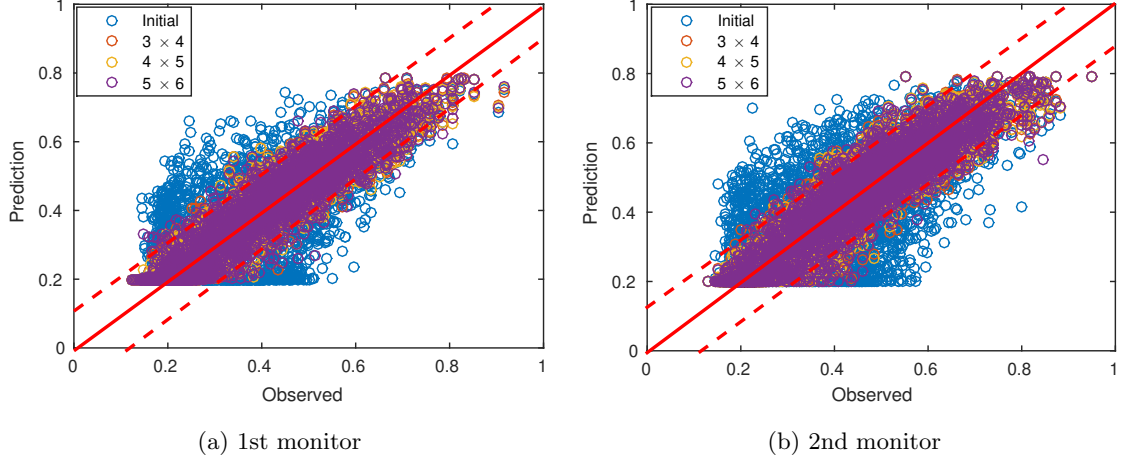 Initial
3 × 4
4 × 5
5 × 6
1
0.8
0.6
0.4
0.2
0
Prediction
0 0.2 0.4 0.6 0.8 1
Observed
(a) 1st monitor
Initial
3 × 4
4 × 5
5 × 6
1
0.8
0.6
0.4
0.2
0
Prediction
0 0.2 0.4 0.6 0.8 1
Observed
(b) 2nd monitor